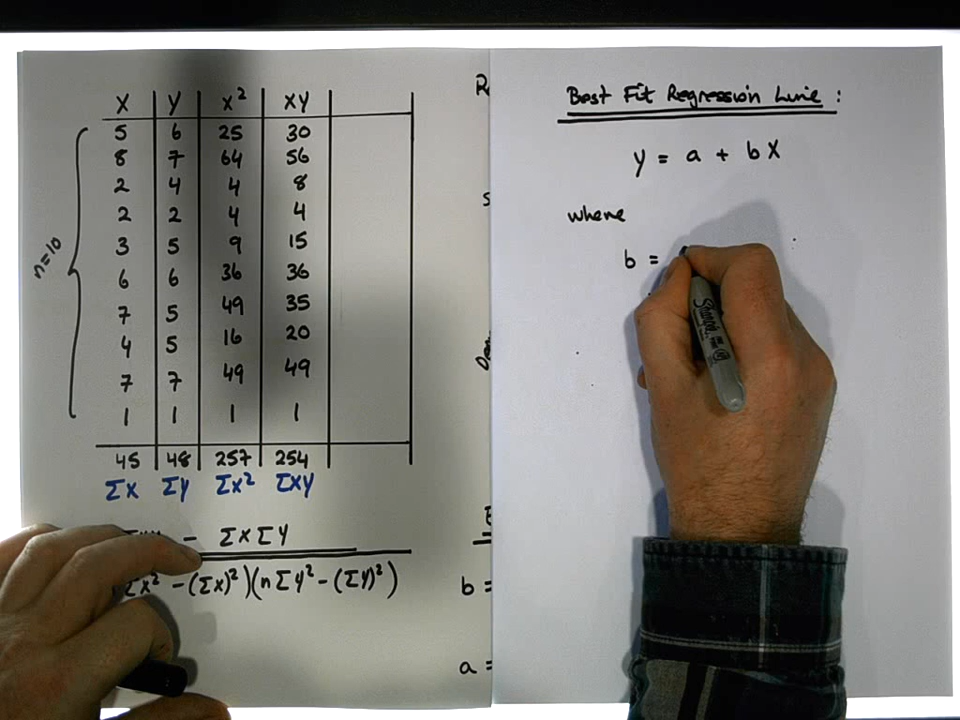 X Y X² XY
5 6 25 30
8 7 64 56
2 4 4 8
2 2 4 4
3 5 9 15
6 6 36 36
7 5 49 35
4 5 16 20
7 7 49 49
1 1 1 1
45 48 257 254
ΣX ΣY ΣX² ΣXY
n=10
- ΣXΣY
Σx² - (Σx)²)(nΣy² - (Σy)²)
b =
a =
Best Fit Regression Line :
y = a + bX
where
b =
Sharpie